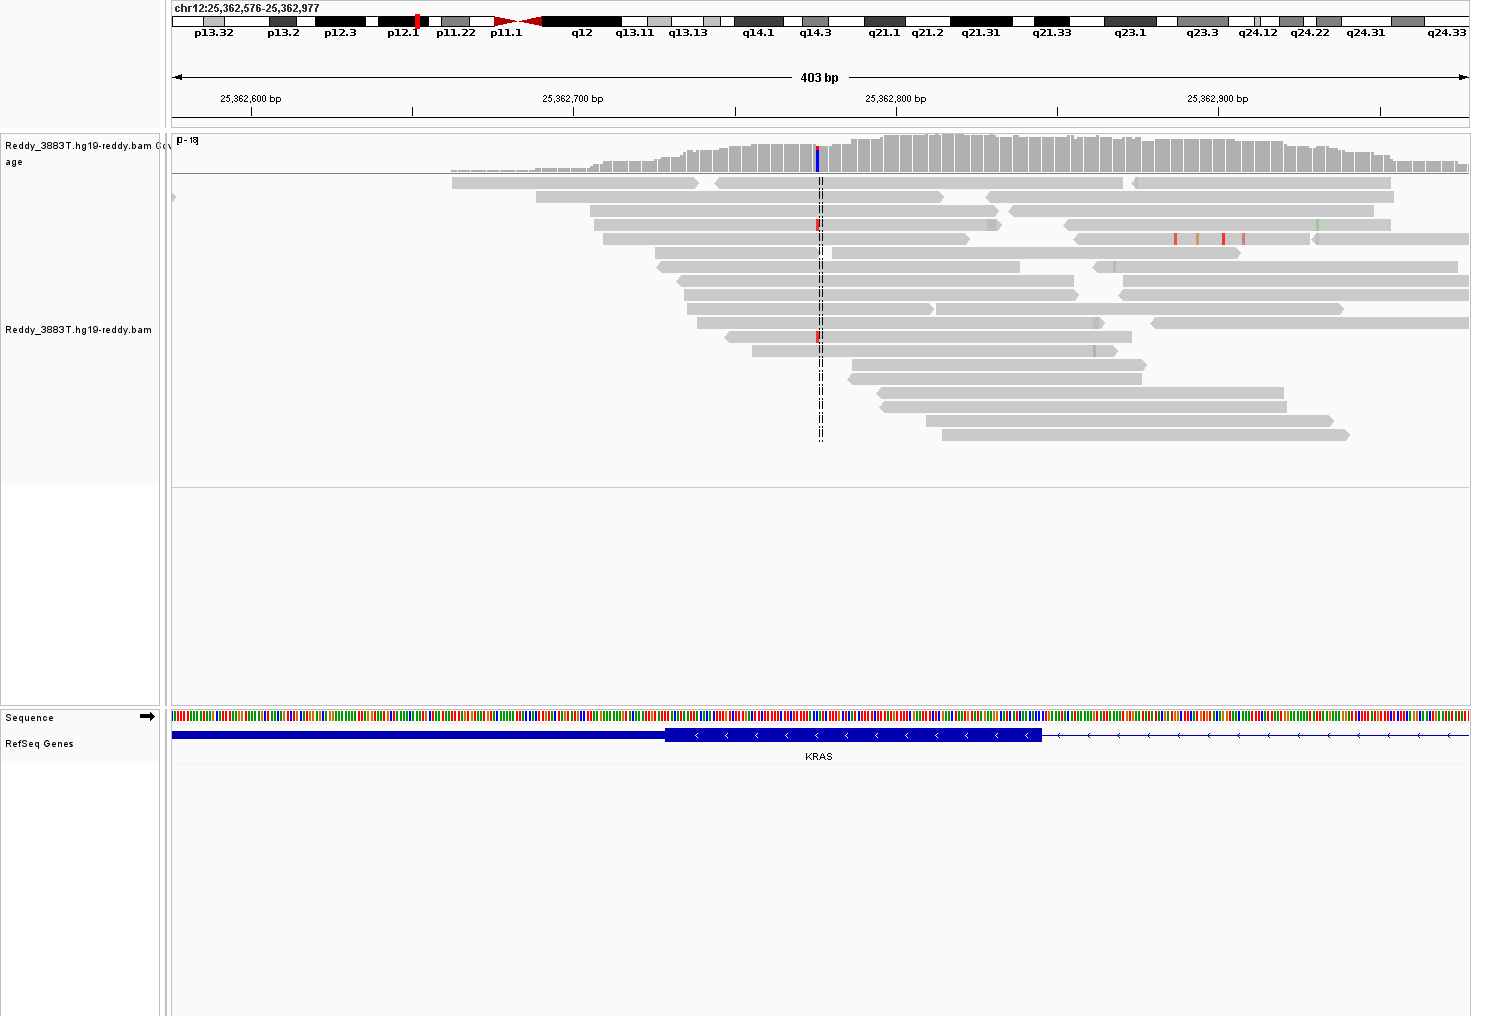 chr12:25,362,576-25,362,977
p13.32 p13.2 p12.3 p12.1 p11.22 p11.1 q12 q13.11 q13.13 q14.1 q14.3 q21.1 q21.2 q21.31 q21.33 q23.1 q23.3 q24.12 q24.22 q24.31 q24.33
403 bp
25,362,600 bp 25,362,700 bp 25,362,800 bp 25,362,900 bp
Reddy_3883T.hg19-reddy.bam Cov
age
[0 - 18]
Reddy_3883T.hg19-reddy.bam
Sequence
RefSeq Genes
KRAS